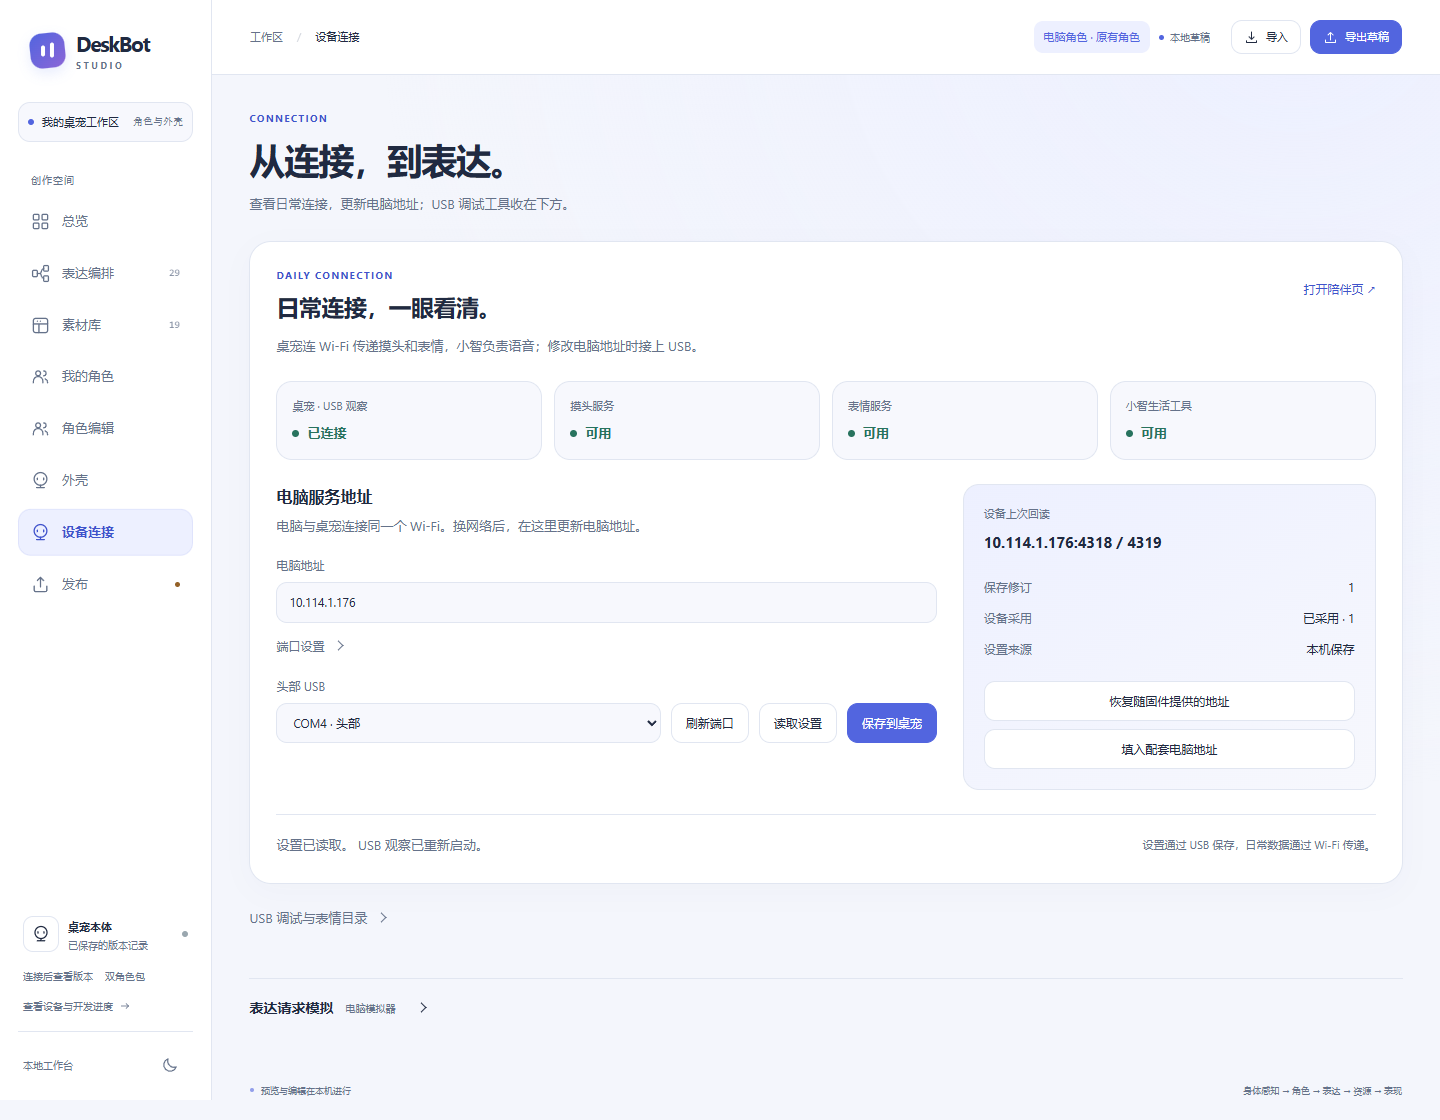 DeskBot
STUDIO
我的桌宠工作区 角色与外壳
创作空间
总览
表达编排 29
素材库 19
我的角色
角色编辑
外壳
设备连接
发布
桌宠本体
已保存的版本记录
连接后查看版本 双角色包
查看设备与开发进度 →
本地工作台
工作区 / 设备连接
电脑角色 · 原有角色
本地草稿
导入
导出草稿
CONNECTION
从连接，到表达。
查看日常连接，更新电脑地址；USB 调试工具收在下方。
DAILY CONNECTION
日常连接，一眼看清。
打开陪伴页 ↗
桌宠连 Wi-Fi 传递摸头和表情，小智负责语音；修改电脑地址时接上 USB。
桌宠 · USB 观察
已连接
摸头服务
可用
表情服务
可用
小智生活工具
可用
电脑服务地址
电脑与桌宠连接同一个 Wi-Fi。换网络后，在这里更新电脑地址。
电脑地址
10.114.1.176
端口设置
头部 USB
COM4 · 头部
刷新端口
读取设置
保存到桌宠
设备上次回读
10.114.1.176:4318 / 4319
保存修订 1
设备采用 已采用 · 1
设置来源 本机保存
恢复随固件提供的地址
填入配套电脑地址
设置已读取。 USB 观察已重新启动。
设置通过 USB 保存，日常数据通过 Wi-Fi 传递。
USB 调试与表情目录
表达请求模拟 电脑模拟器
预览与编辑在本机进行
身体感知 → 角色 → 表达 → 资源 → 表现